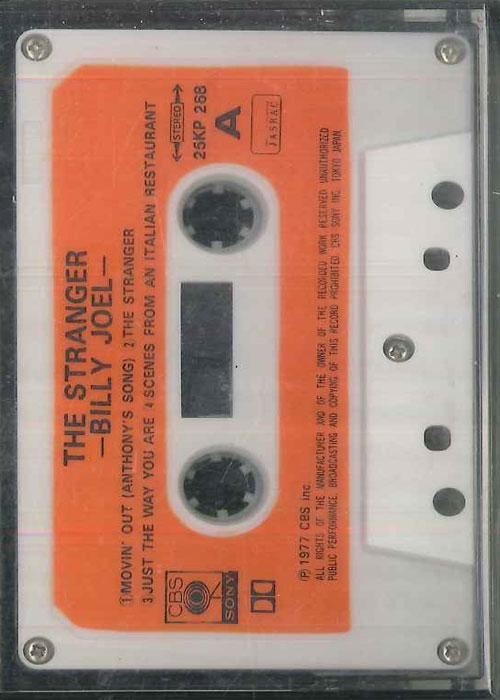 THE STRANGER
—BILLY JOEL—
1 MOVIN' OUT (ANTHONY'S SONG) 2 THE STRANGER
3 JUST THE WAY YOU ARE 4 SCENES FROM AN ITALIAN RESTAURANT
CBS
SONY
←STEREO→
25KP 268
A
JASRAC
Ⓟ 1977 CBS inc.
ALL RIGHTS OF THE MANUFACTURER AND OF THE OWNER OF THE RECORDED WORK RESERVED UNAUTHORIZED
PUBLIC PERFORMANCE, BROADCASTING AND COPYING OF THIS RECORD PROHIBITED CBS SONY INC. TOKYO JAPAN